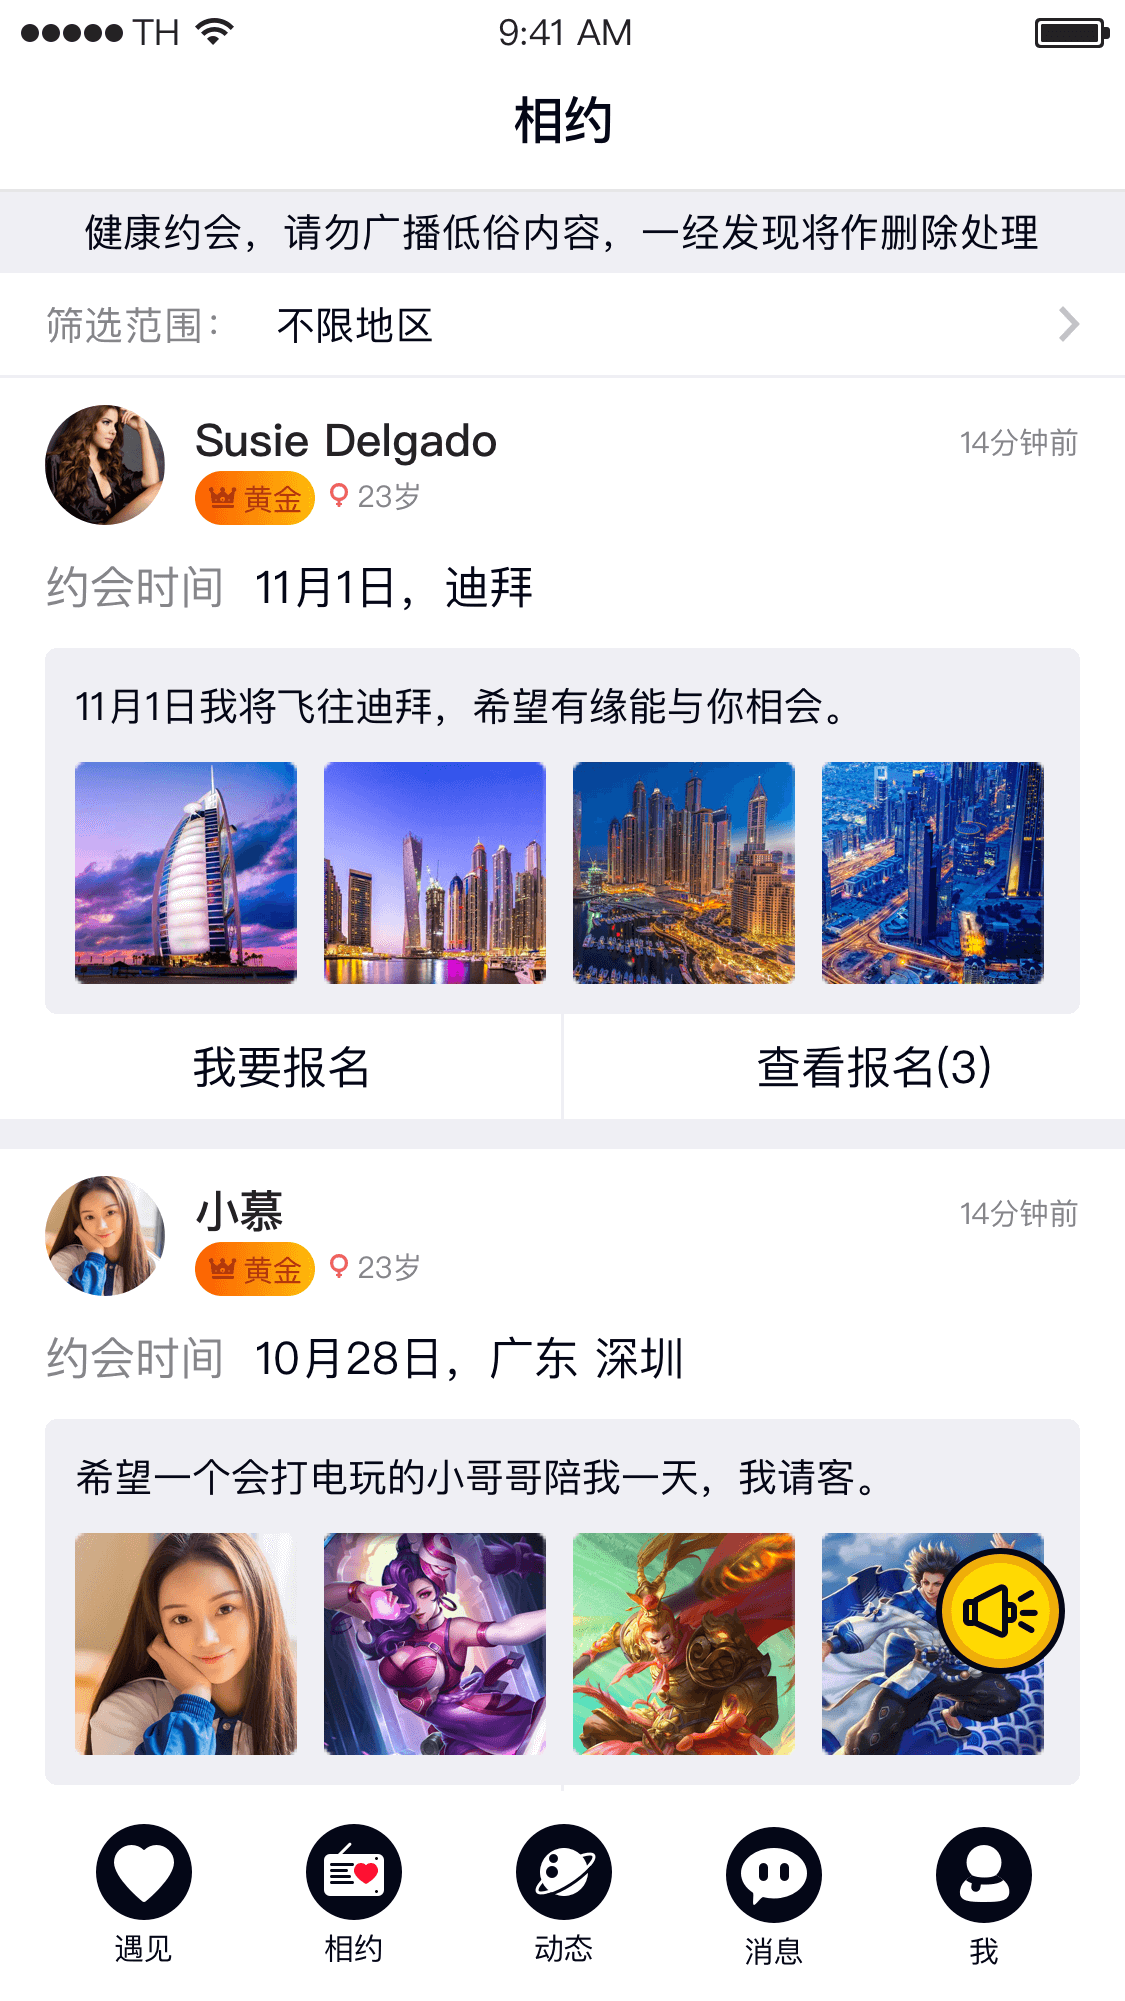 TH
9:41 AM
相约
健康约会，请勿广播低俗内容，一经发现将作删除处理
筛选范围： 不限地区
Susie Delgado
14分钟前
黄金 23岁
约会时间 11月1日，迪拜
11月1日我将飞往迪拜，希望有缘能与你相会。
我要报名 查看报名(3)
小慕
14分钟前
黄金 23岁
约会时间 10月28日，广东 深圳
希望一个会打电玩的小哥哥陪我一天，我请客。
遇见 相约 动态 消息 我